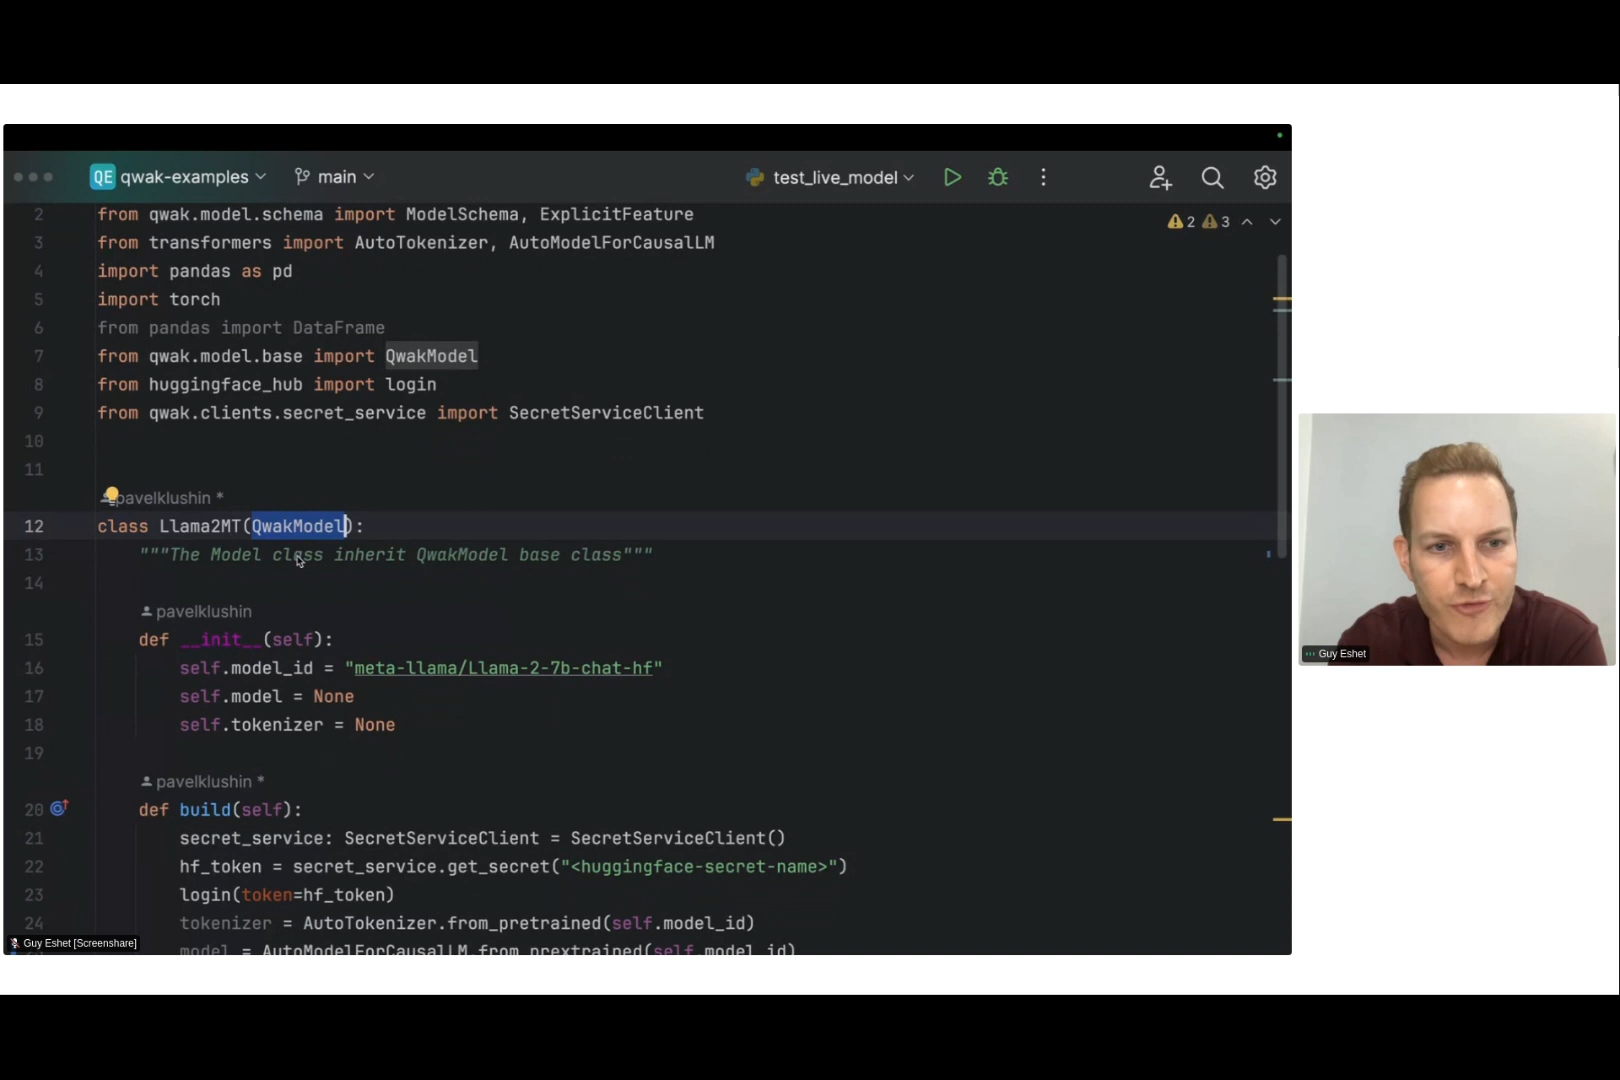 QE qwak-examples main test_live_model
2 from qwak.model.schema import ModelSchema, ExplicitFeature
2 3
3 from transformers import AutoTokenizer, AutoModelForCausalLM
4 import pandas as pd
5 import torch
6 from pandas import DataFrame
7 from qwak.model.base import QwakModel
8 from huggingface_hub import login
9 from qwak.clients.secret_service import SecretServiceClient
10
11
pavelklushin *
12 class Llama2MT(QwakModel):
13 """The Model class inherit QwakModel base class"""
14
pavelklushin
15 def __init__(self):
16 self.model_id = "meta-llama/Llama-2-7b-chat-hf"
17 self.model = None
18 self.tokenizer = None
19
pavelklushin *
20 def build(self):
21 secret_service: SecretServiceClient = SecretServiceClient()
22 hf_token = secret_service.get_secret("<huggingface-secret-name>")
23 login(token=hf_token)
24 tokenizer = AutoTokenizer.from_pretrained(self.model_id)
model = AutoModelForCausalLM.from_prextrained(self.model_id)
Guy Eshet [Screenshare]
Guy Eshet